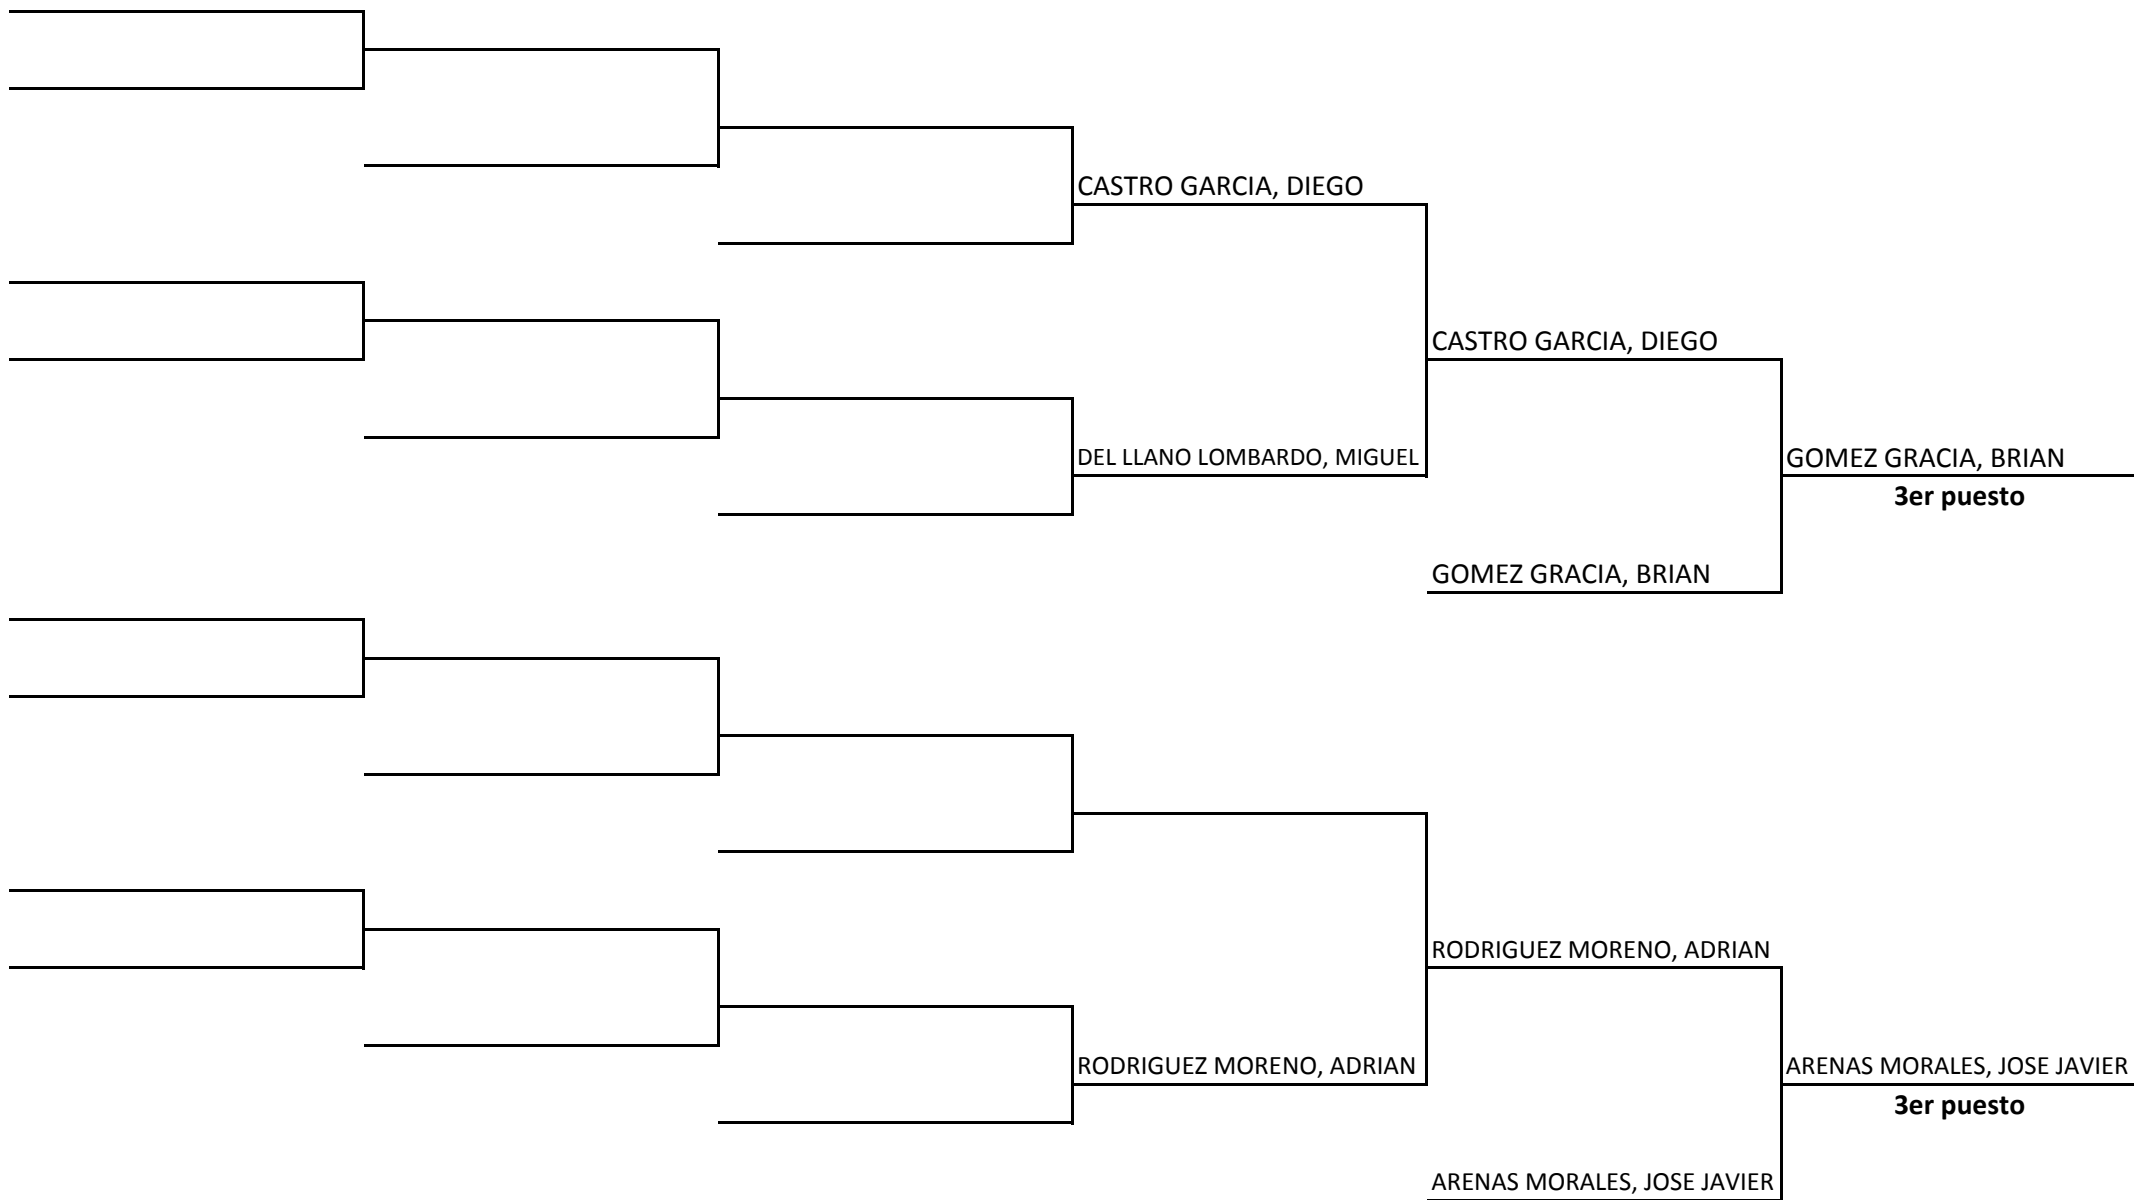 CASTRO GARCIA, DIEGO
CASTRO GARCIA, DIEGO
DEL LLANO LOMBARDO, MIGUEL
GOMEZ GRACIA, BRIAN
3er puesto
GOMEZ GRACIA, BRIAN
RODRIGUEZ MORENO, ADRIAN
RODRIGUEZ MORENO, ADRIAN
ARENAS MORALES, JOSE JAVIER
3er puesto
ARENAS MORALES, JOSE JAVIER